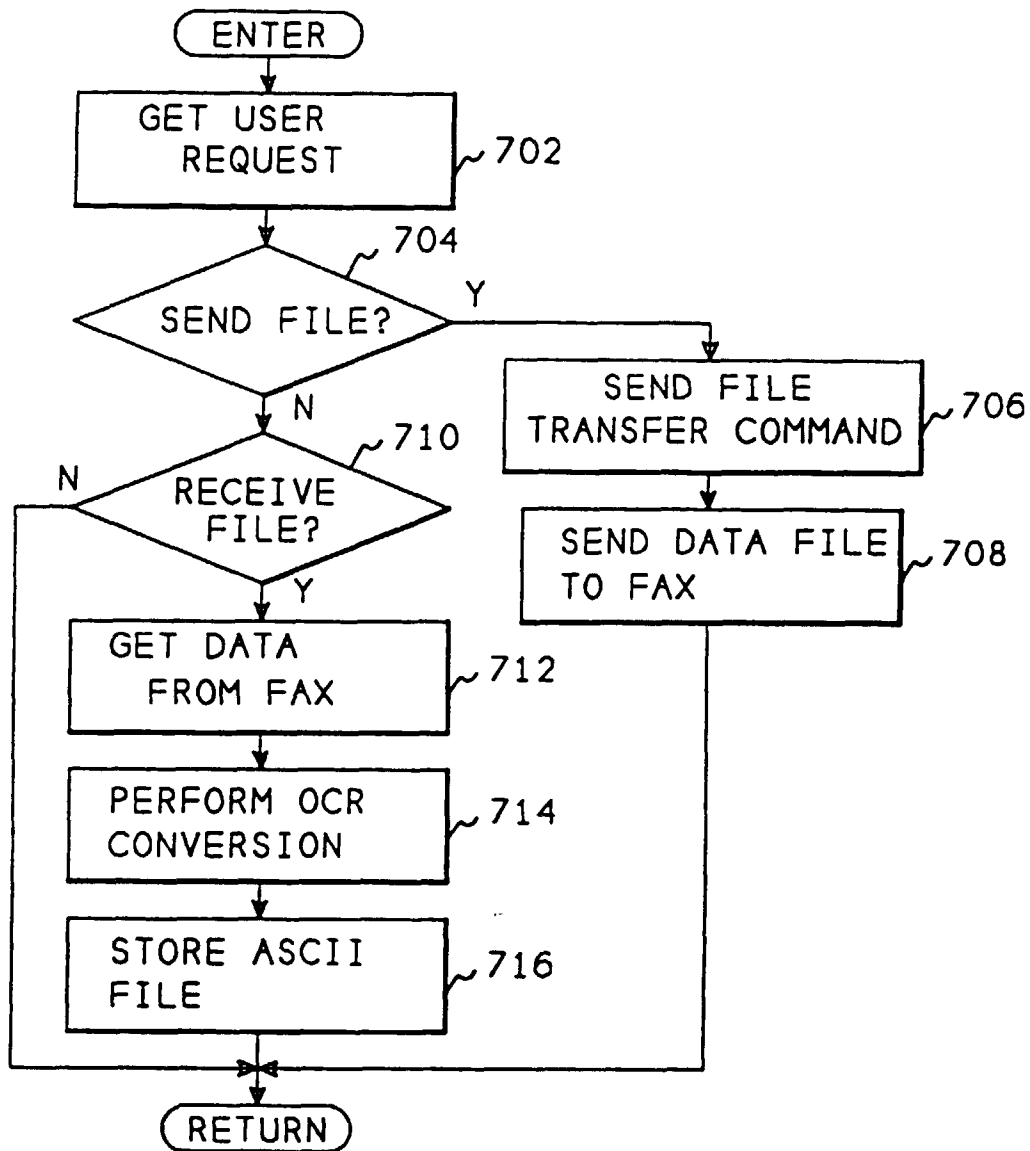 ENTER
GET USER
REQUEST
702
704
SEND FILE?
Y
N
SEND FILE
TRANSFER COMMAND
706
710
N
RECEIVE
FILE?
Y
SEND DATA FILE
TO FAX
708
GET DATA
FROM FAX
712
PERFORM OCR
CONVERSION
714
STORE ASCII
FILE
716
RETURN